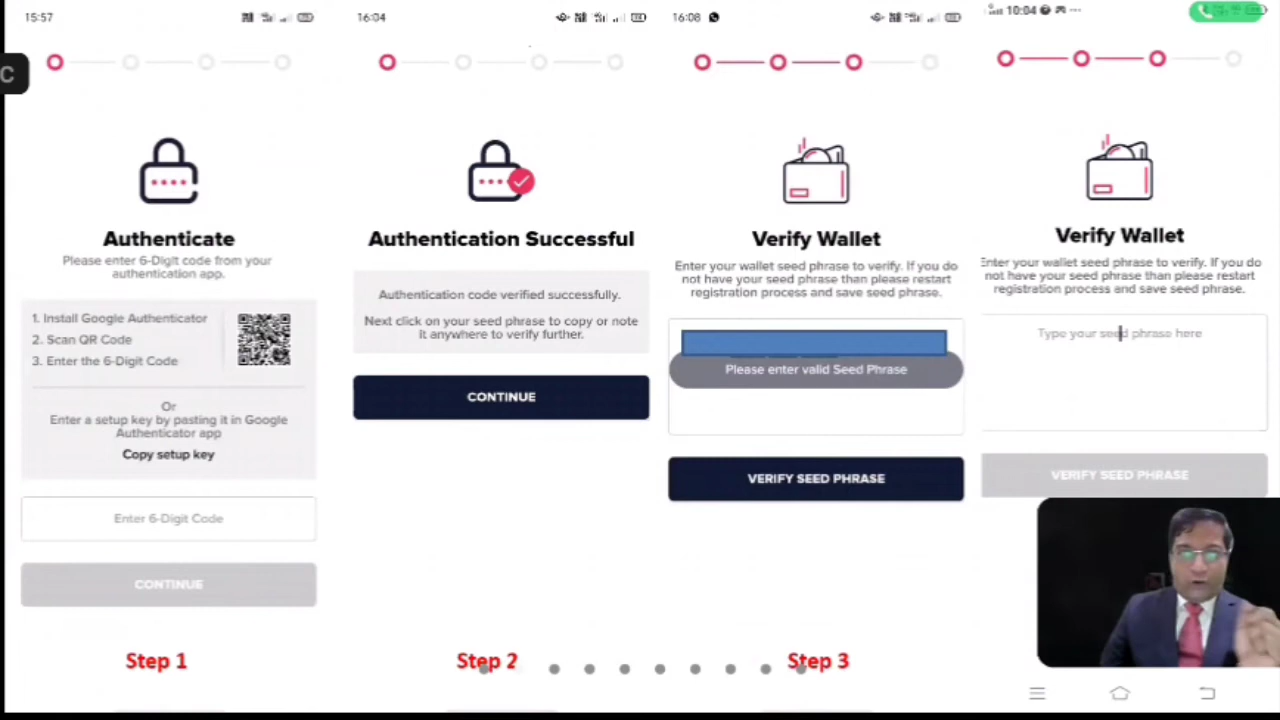 15:57
C
Authenticate
Please enter 6-Digit code from your
authentication app.
1. Install Google Authenticator
2. Scan QR Code
3. Enter the 6-Digit Code
Or
Enter a setup key by pasting it in Google
Authenticator app
Copy setup key
Enter 6-Digit Code
CONTINUE
Step 1
16:04
Authentication Successful
Authentication code verified successfully.
Next click on your seed phrase to copy or note
it anywhere to verify further.
CONTINUE
Step 2
16:08
Verify Wallet
Enter your wallet seed phrase to verify. If you do
not have your seed phrase than please restart
registration process and save seed phrase.
Please enter valid Seed Phrase
VERIFY SEED PHRASE
Step 3
10:04
Verify Wallet
Enter your wallet seed phrase to verify. If you do
not have your seed phrase than please restart
registration process and save seed phrase.
Type your seed phrase here
VERIFY SEED PHRASE